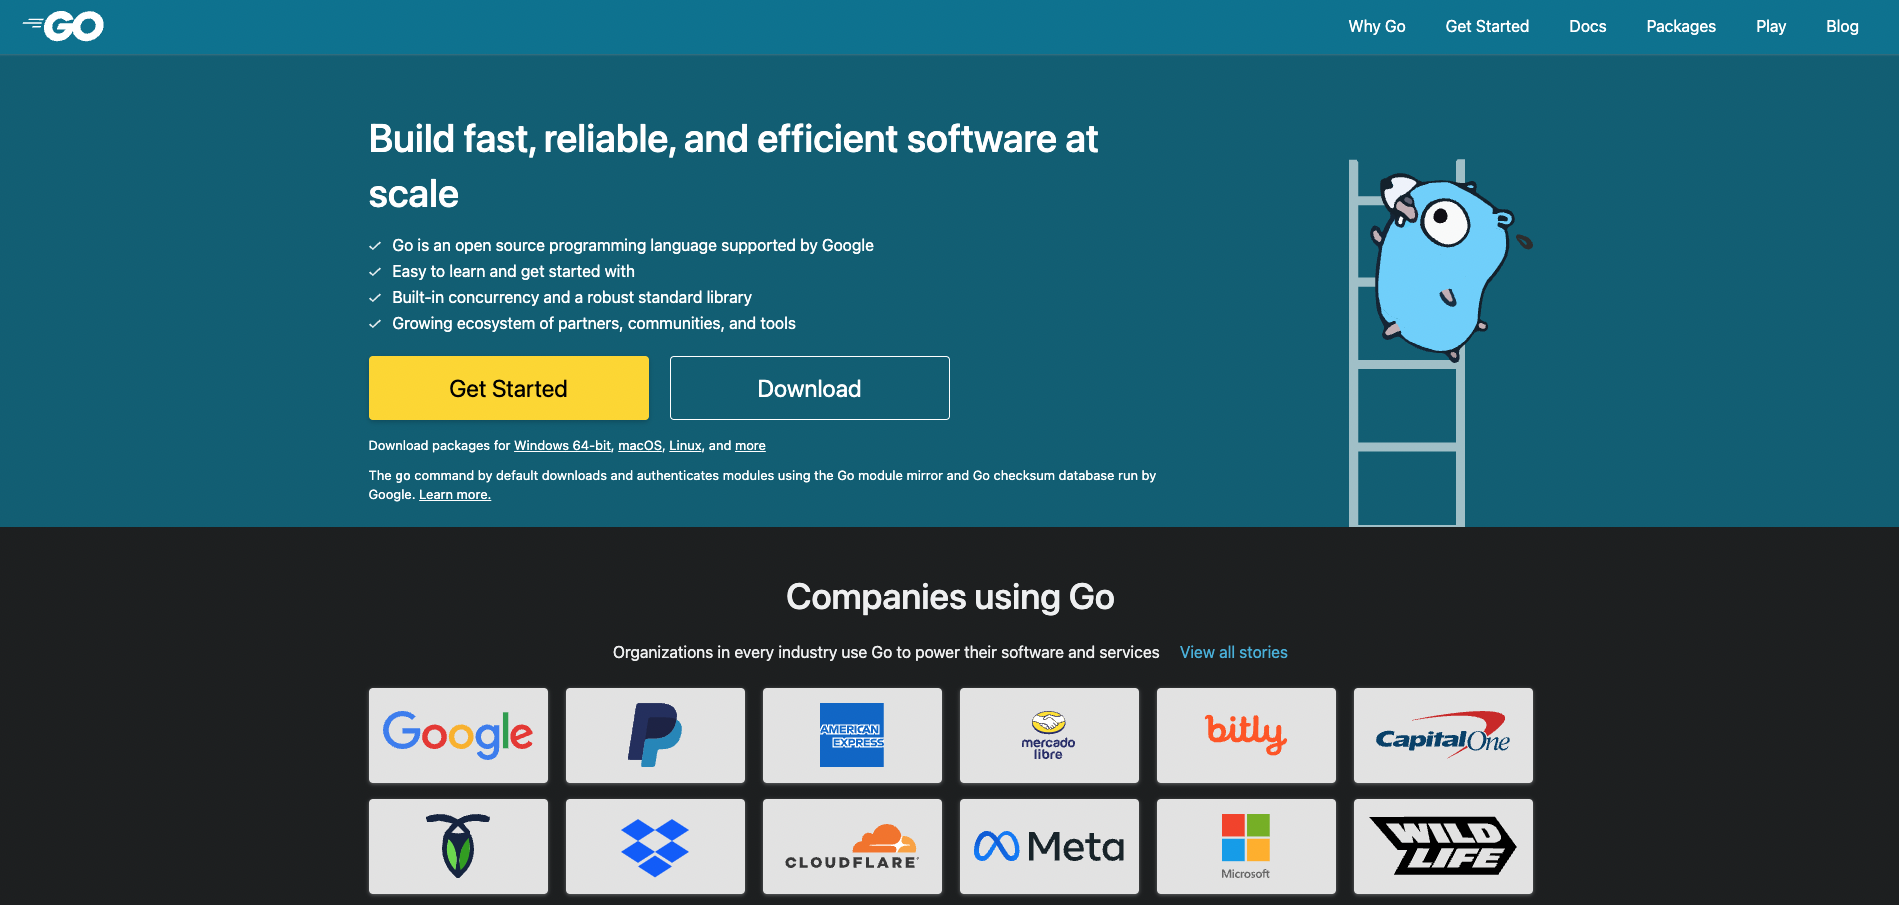 GO
Why Go
Get Started
Docs
Packages
Play
Blog
Build fast, reliable, and efficient software at
scale
Go is an open source programming language supported by Google
Easy to learn and get started with
Built-in concurrency and a robust standard library
Growing ecosystem of partners, communities, and tools
Get Started
Download
Download packages for Windows 64-bit, macOS, Linux, and more
The go command by default downloads and authenticates modules using the Go module mirror and Go checksum database run by
Google. Learn more.
Companies using Go
Organizations in every industry use Go to power their software and services
View all stories
Google
AMERICAN
EXPRESS
mercado
libre
bitly
Capital One
CLOUDFLARE
Meta
Microsoft
WILD
LIFE